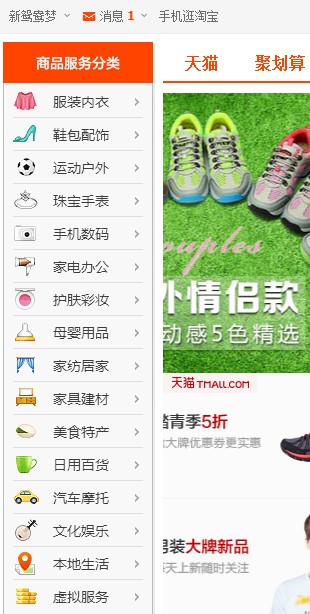 新鸳鸯梦 消息 1 手机逛淘宝
商品服务分类
天猫 聚划算
服装内衣
鞋包配饰
运动户外
珠宝手表
手机数码
家电办公
护肤彩妆
母婴用品
家纺居家
家具建材
美食特产
日用百货
汽车摩托
文化娱乐
本地生活
虚拟服务
ouples
外情侣款
动感5色精选
天猫 TMALL.COM
踏青季5折
大牌优惠券更实惠
男装大牌新品
天上新随时关注